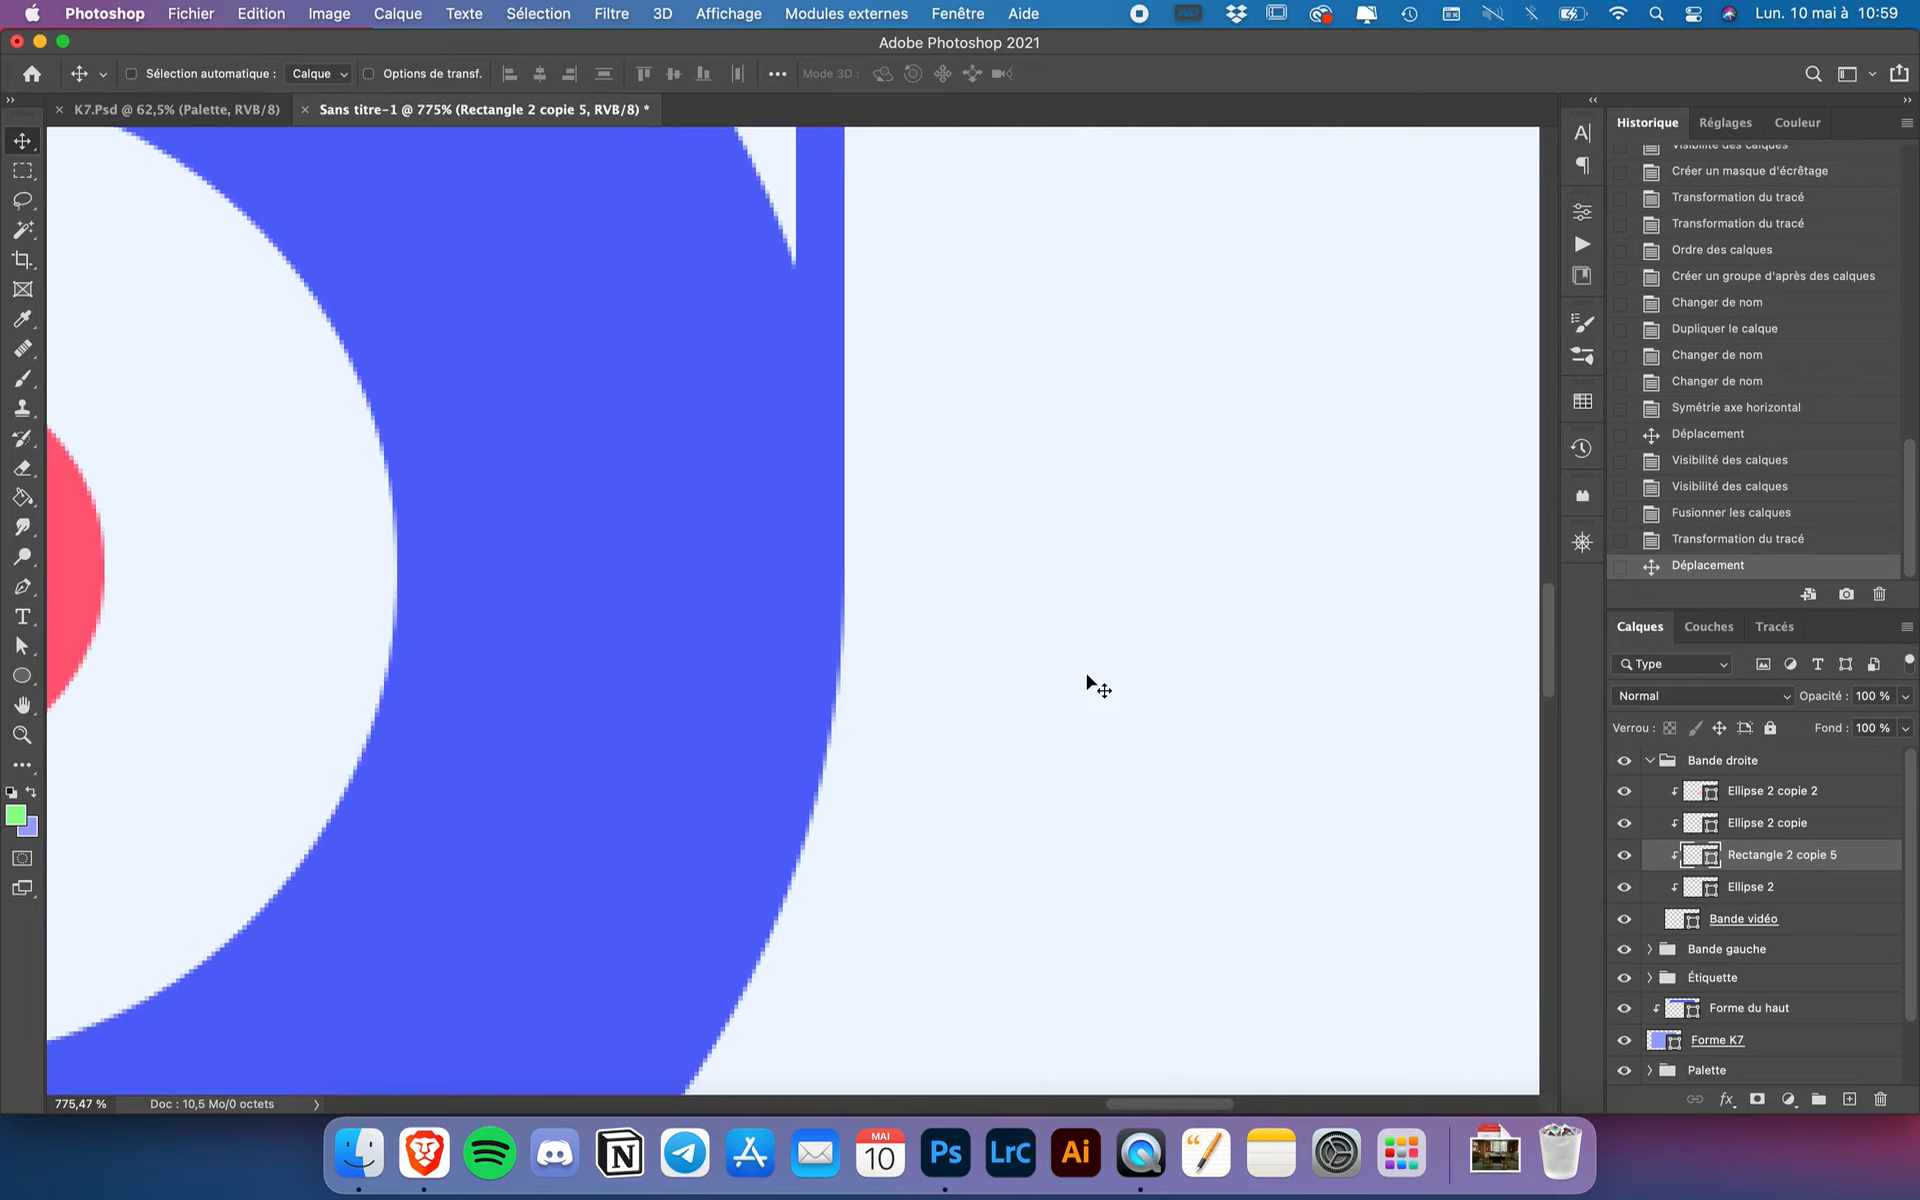 Photoshop Fichier Edition Image Calque Texte Sélection Filtre 3D Affichage Modules externes Fenêtre Aide Lun. 10 mai à 10:59
Adobe Photoshop 2021
Sélection automatique : Calque Options de transf. Mode 3D :
K7.Psd @ 62,5% (Palette, RVB/8) Sans titre-1 @ 775% (Rectangle 2 copie 5, RVB/8) *
Historique Réglages Couleur
Visibilité des calques
Créer un masque d'écrêtage
Transformation du tracé
Transformation du tracé
Ordre des calques
Créer un groupe d'après des calques
Changer de nom
Dupliquer le calque
Changer de nom
Changer de nom
Symétrie axe horizontal
Déplacement
Visibilité des calques
Visibilité des calques
Fusionner les calques
Transformation du tracé
Déplacement
Calques Couches Tracés
Type
Normal Opacité : 100 %
Verrou : Fond : 100 %
Bande droite
Ellipse 2 copie 2
Ellipse 2 copie
Rectangle 2 copie 5
Ellipse 2
Bande vidéo
Bande gauche
Étiquette
Forme du haut
Forme K7
Palette
775,47 % Doc : 10,5 Mo/0 octets
MAI
10
Ps
LrC
Ai